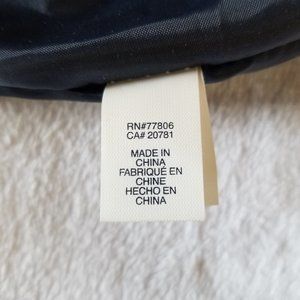 RN#77806
CA# 20781
MADE IN
CHINA
FABRIQUÉ EN
CHINE
HECHO EN
CHINA